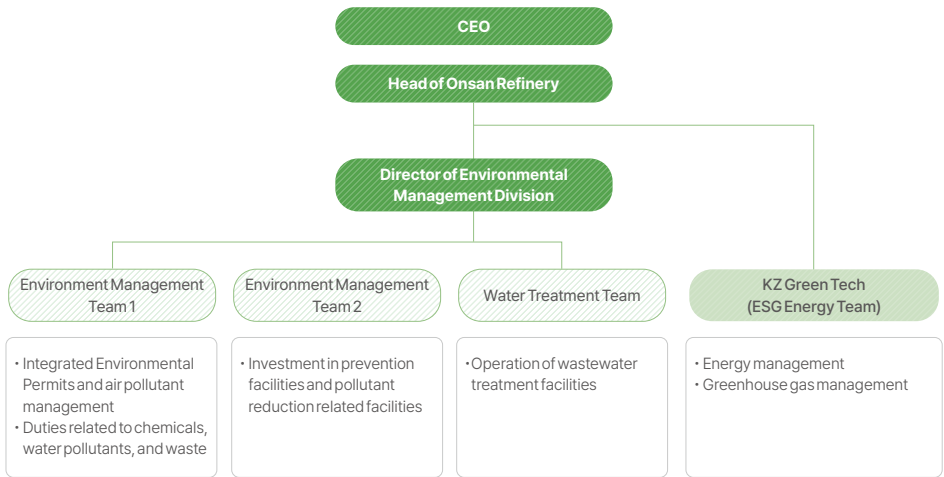 CEO
Head of Onsan Refinery
Director of Environmental
Management Division
Environment Management
Team 1
Environment Management
Team 2
Water Treatment Team
KZ Green Tech
(ESG Energy Team)
・Integrated Environmental
Permits and air pollutant
management
・Duties related to chemicals,
water pollutants, and waste
・Investment in prevention
facilities and pollutant
reduction related facilities
・Operation of wastewater
treatment facilities
・Energy management
・Greenhouse gas management